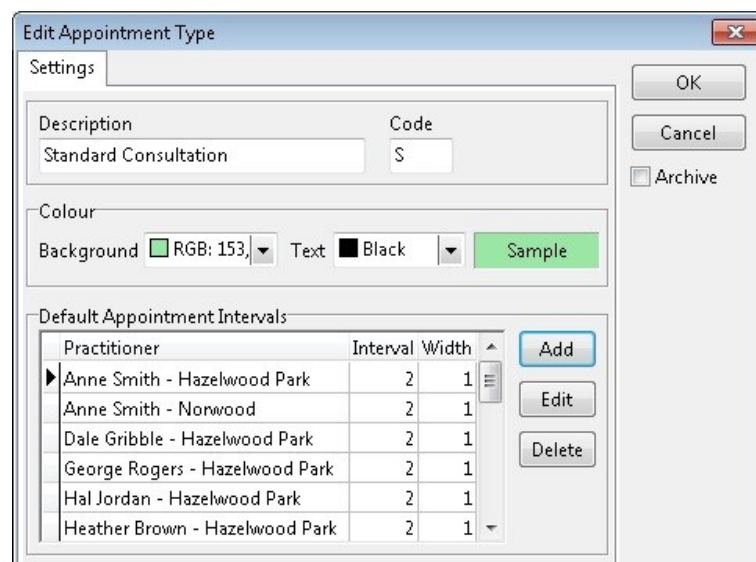 Edit Appointment Type
Settings
OK
Description Code
Cancel
Standard Consultation S
Archive
Colour
Background RGB: 153, Text Black Sample
Default Appointment Intervals
Practitioner Interval Width
Add
Anne Smith - Hazelwood Park 2 1
Edit
Anne Smith - Norwood 2 1
Dale Gribble - Hazelwood Park 2 1
Delete
George Rogers - Hazelwood Park 2 1
Hal Jordan - Hazelwood Park 2 1
Heather Brown - Hazelwood Park 2 1